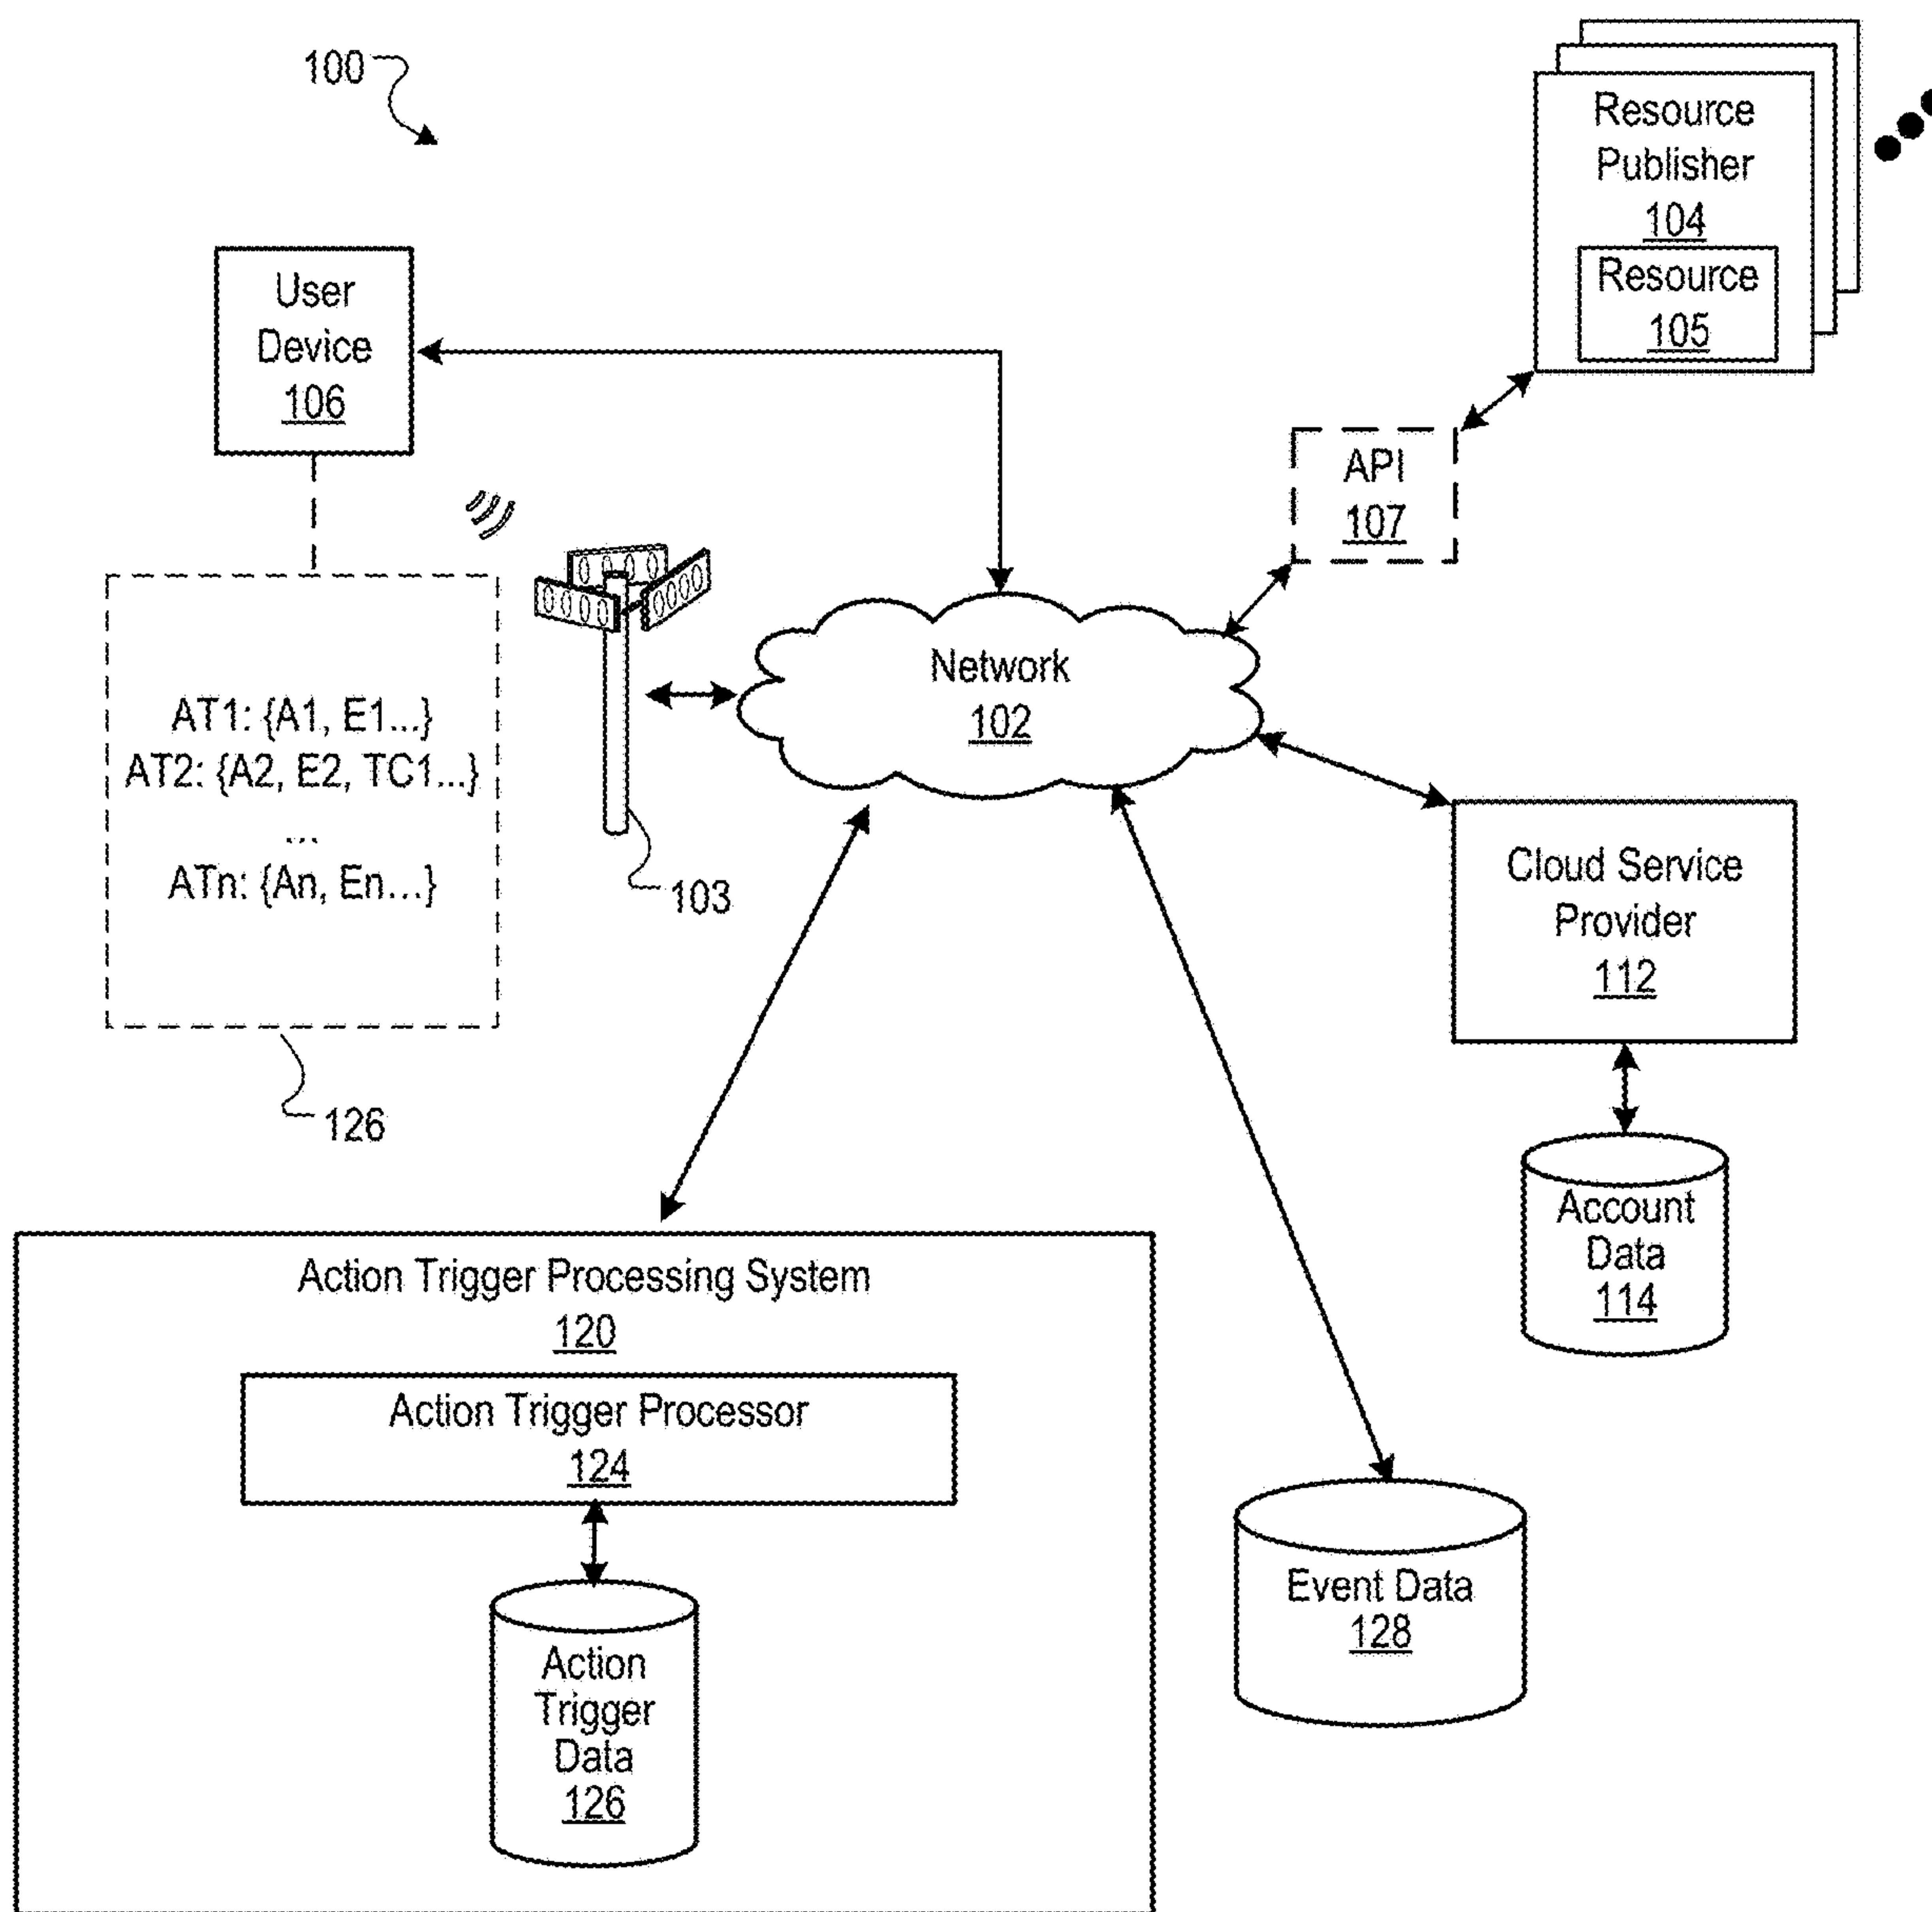 100
Resource
Publisher
104
Resource
105
User
Device
106
API
107
Network
102
AT1: {A1, E1...}
AT2: {A2, E2, TC1...}
...
ATn: {An, En...}
103
126
Cloud Service
Provider
112
Account
Data
114
Action Trigger Processing System
120
Action Trigger Processor
124
Action
Trigger
Data
126
Event Data
128